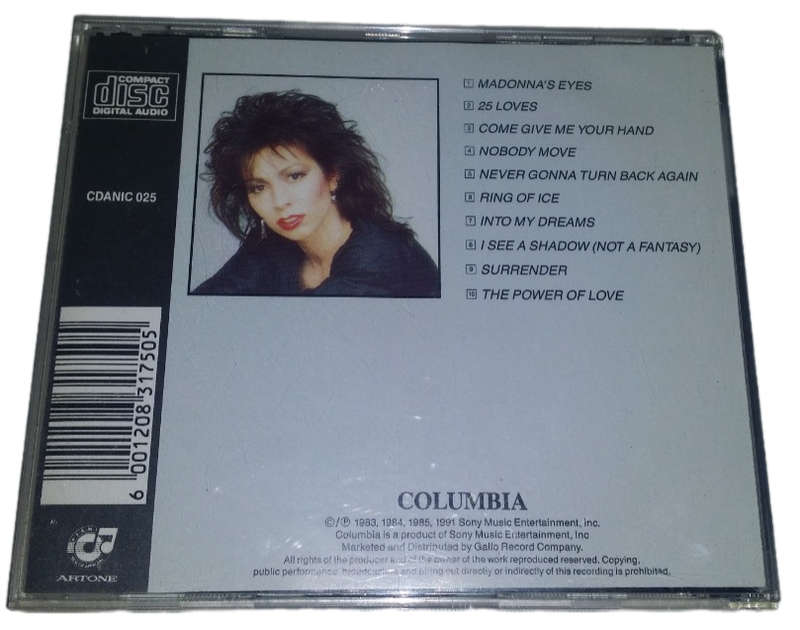 COMPACT
disc
DIGITAL AUDIO
CDANIC 025
1 MADONNA'S EYES
2 25 LOVES
3 COME GIVE ME YOUR HAND
4 NOBODY MOVE
5 NEVER GONNA TURN BACK AGAIN
6 RING OF ICE
7 INTO MY DREAMS
8 I SEE A SHADOW (NOT A FANTASY)
9 SURRENDER
10 THE POWER OF LOVE
6 001208 317505
ARTONE
COLUMBIA
©/℗ 1983, 1984, 1985, 1991 Sony Music Entertainment, Inc.
Columbia is a product of Sony Music Entertainment, Inc
Marketed and Distributed by Gallo Record Company.
All rights of the producer and of the owner of the work reproduced reserved. Copying,
public performance, broadcasting and hiring out directly or indirectly of this recording is prohibited.